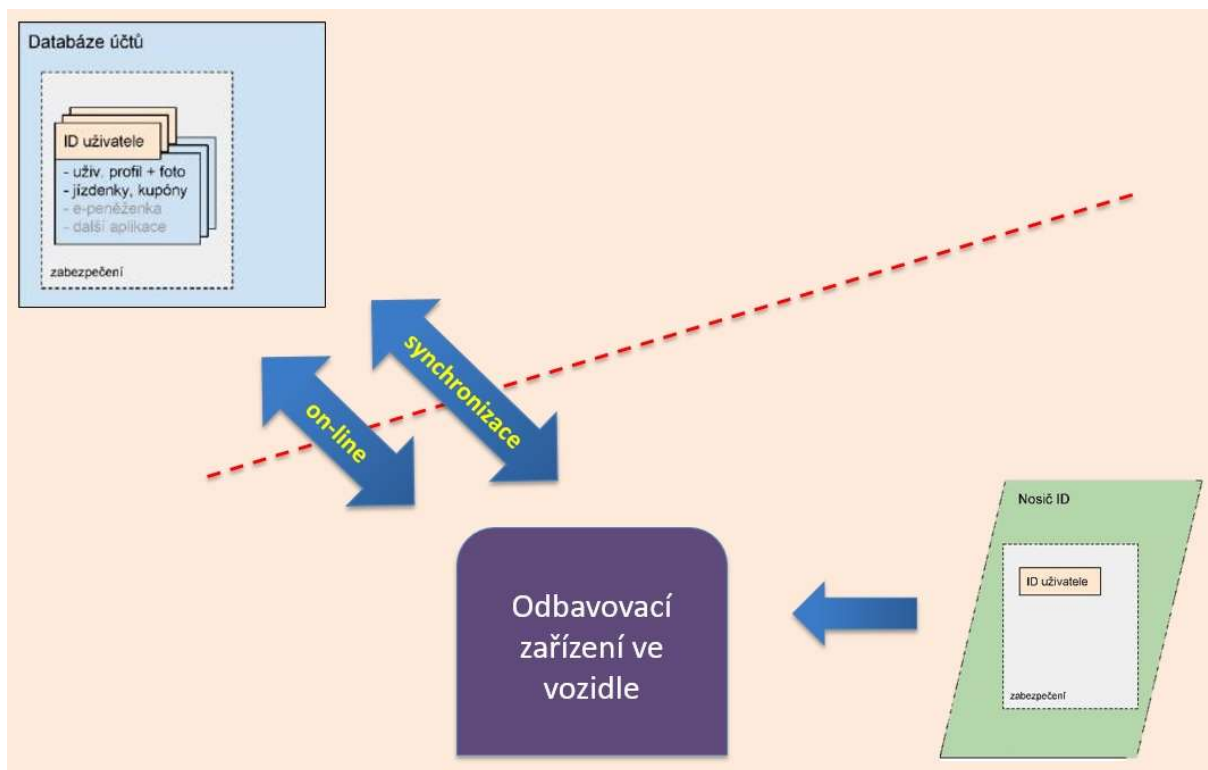 Databáze účtů
ID uživatele
- uživ. profil + foto
- jízdenky, kupóny
- e-peněženka
- další aplikace
zabezpečení
synchronizace
on-line
Nosič ID
ID uživatele
zabezpečení
Odbavovací
zařízení ve
vozidle